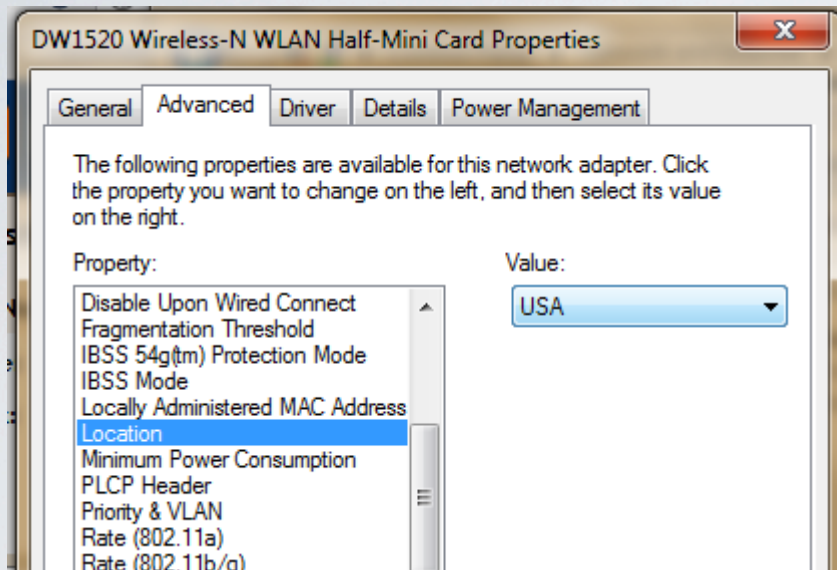 DW1520 Wireless-N WLAN Half-Mini Card Properties
General Advanced Driver Details Power Management
The following properties are available for this network adapter. Click
the property you want to change on the left, and then select its value
on the right.
Property: Value:
Disable Upon Wired Connect USA
Fragmentation Threshold
IBSS 54g(tm) Protection Mode
IBSS Mode
Locally Administered MAC Address
Location
Minimum Power Consumption
PLCP Header
Priority & VLAN
Rate (802.11a)
Rate (802.11b/g)